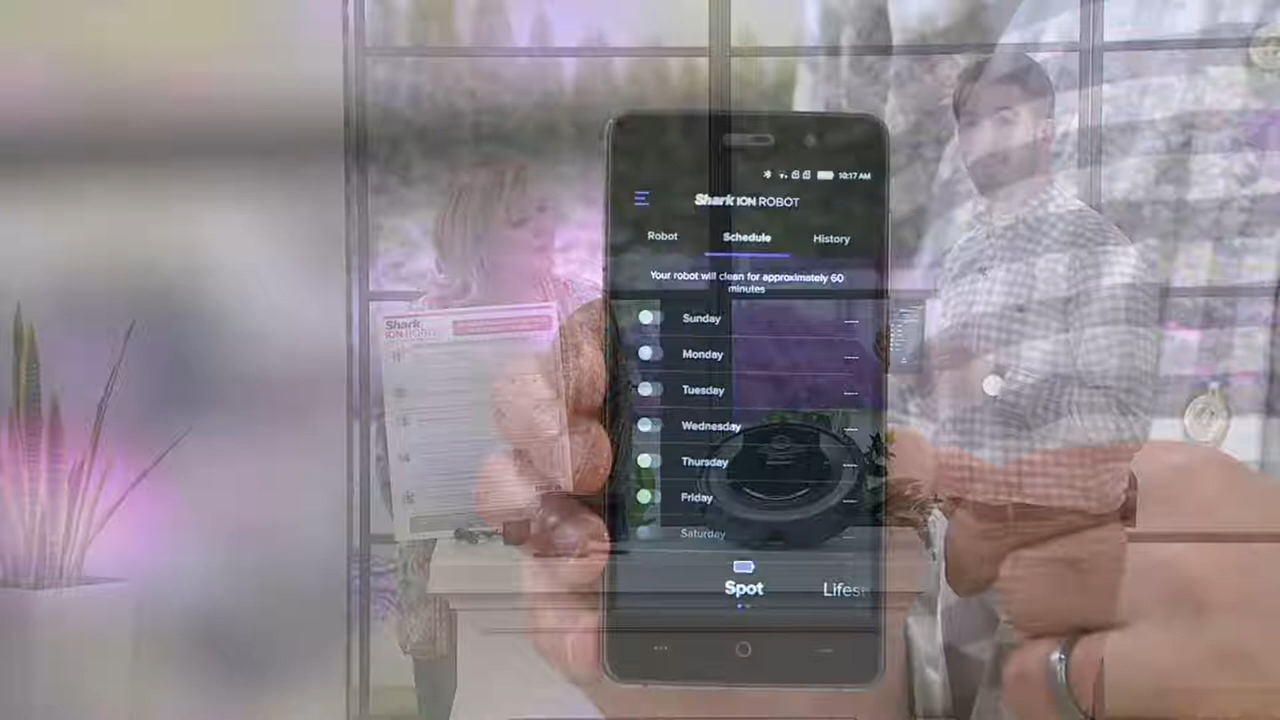 10:17 AM
Shark ION ROBOT
Robot
Schedule
History
Your robot will clean for approximately 60
minutes
Sunday
Monday
Tuesday
Wednesday
Thursday
Friday
Saturday
Spot
Shark
ION ROBOT